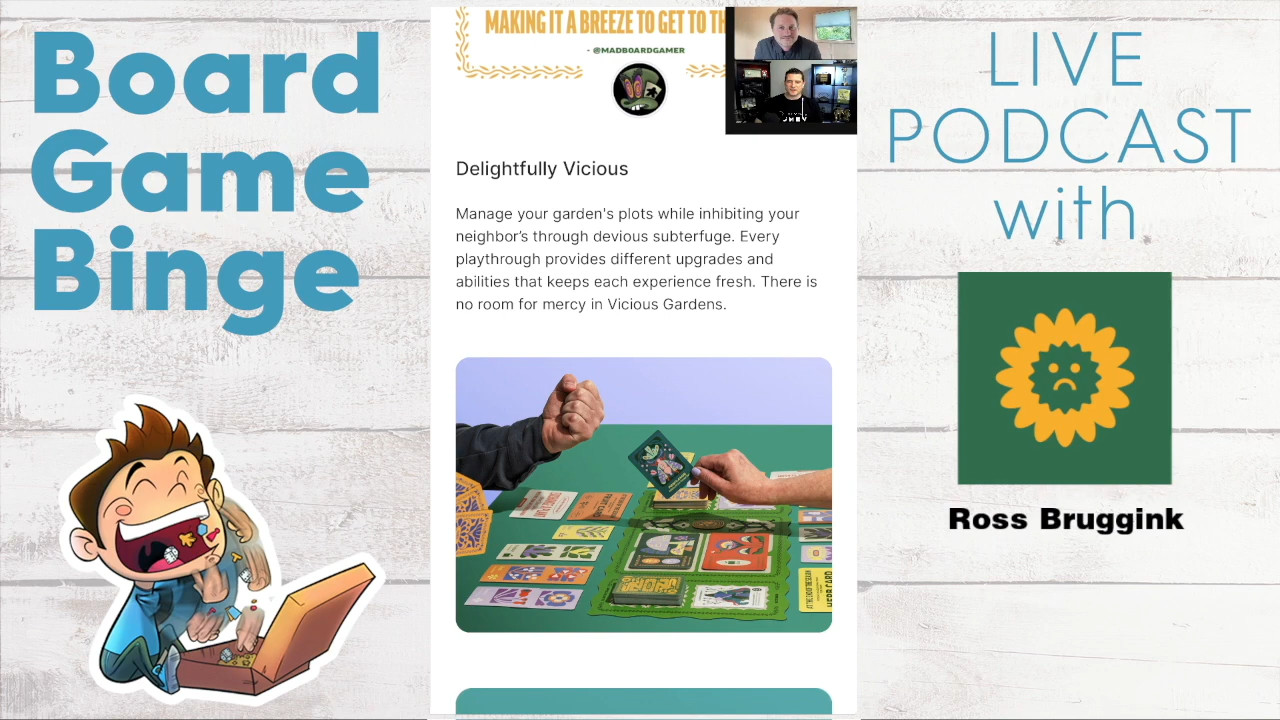 Board
Game
Binge
MAKING IT A BREEZE TO GET TO
- @MADBOARDGAMER
Delightfully Vicious
Manage your garden's plots while inhibiting your
neighbor’s through devious subterfuge. Every
playthrough provides different upgrades and
abilities that keeps each experience fresh. There is
no room for mercy in Vicious Gardens.
LIVE
PODCAST
with
Ross Bruggink